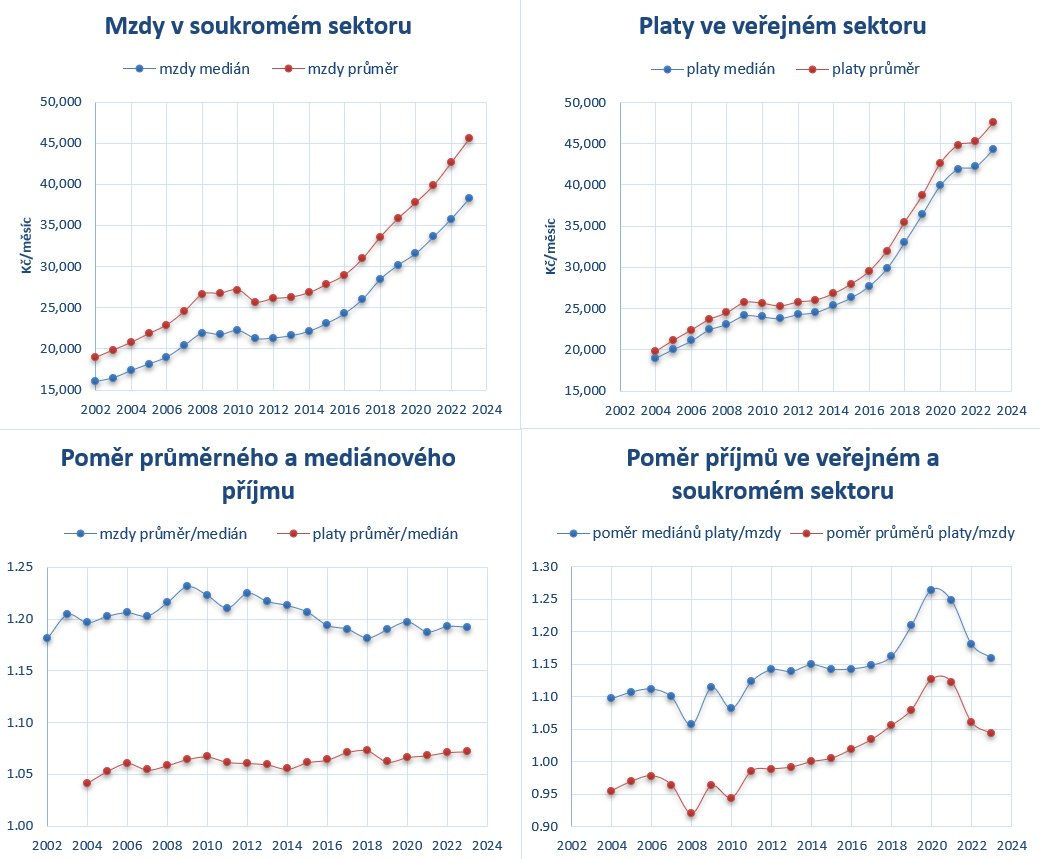 Mzdy v soukromém sektoru
mzdy medián mzdy průměr
50,000
45,000
40,000
35,000
30,000
25,000
20,000
15,000
Kč/měsíc
2002 2004 2006 2008 2010 2012 2014 2016 2018 2020 2022 2024
Platy ve veřejném sektoru
platy medián platy průměr
50,000
45,000
40,000
35,000
30,000
25,000
20,000
15,000
Kč/měsíc
2002 2004 2006 2008 2010 2012 2014 2016 2018 2020 2022 2024
Poměr průměrného a mediánového
příjmu
mzdy průměr/medián platy průměr/medián
1.25
1.20
1.15
1.10
1.05
1.00
2002 2004 2006 2008 2010 2012 2014 2016 2018 2020 2022 2024
Poměr příjmů ve veřejném a
soukromém sektoru
poměr mediánů platy/mzdy poměr průměrů platy/mzdy
1.30
1.25
1.20
1.15
1.10
1.05
1.00
0.95
0.90
2002 2004 2006 2008 2010 2012 2014 2016 2018 2020 2022 2024